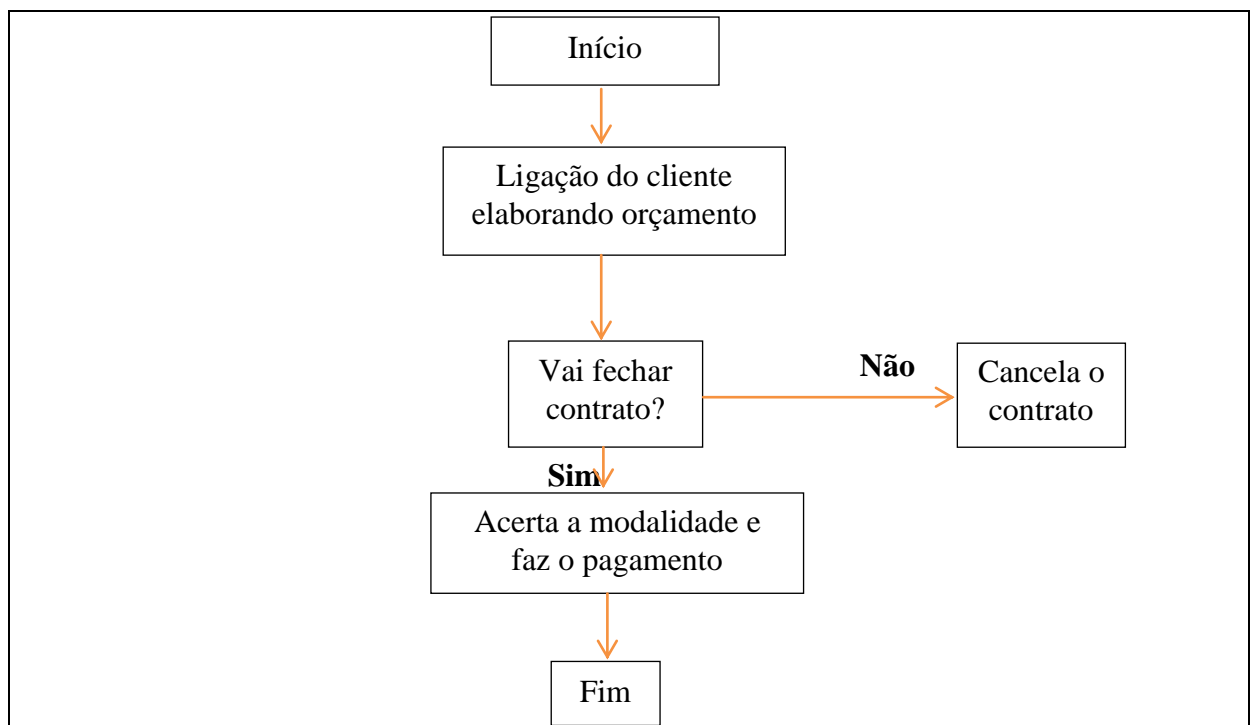 Início
Ligação do cliente
elaborando orçamento
Vai fechar
contrato?
Não
Cancela o
contrato
Sim
Acerta a modalidade e
faz o pagamento
Fim